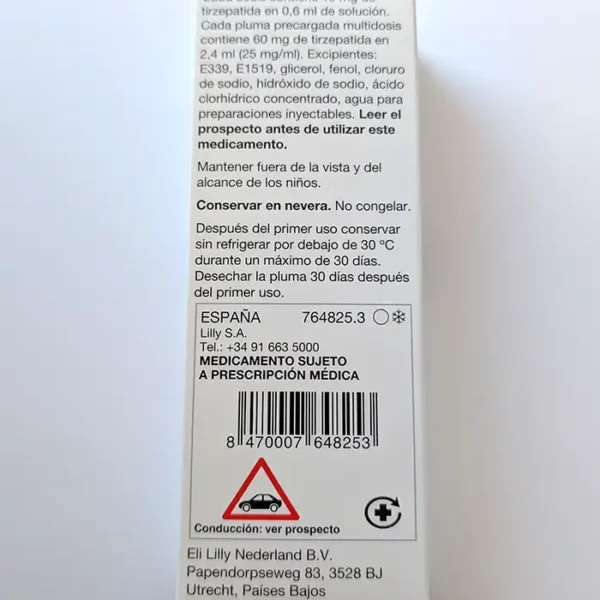 Cada dosis contiene 15 mg de
tirzepatida en 0,6 ml de solución.
Cada pluma precargada multidosis
contiene 60 mg de tirzepatida en
2,4 ml (25 mg/ml). Excipientes:
E339, E1519, glicerol, fenol, cloruro
de sodio, hidróxido de sodio, ácido
clorhídrico concentrado, agua para
preparaciones inyectables. Leer el
prospecto antes de utilizar este
medicamento.
Mantener fuera de la vista y del
alcance de los niños.
Conservar en nevera. No congelar.
Después del primer uso conservar
sin refrigerar por debajo de 30 ºC
durante un máximo de 30 días.
Desechar la pluma 30 días después
del primer uso.
ESPAÑA 764825.3
Lilly S.A.
Tel.: +34 91 663 5000
MEDICAMENTO SUJETO
A PRESCRIPCIÓN MÉDICA
8 470007 648253
Conducción: ver prospecto
Eli Lilly Nederland B.V.
Papendorpseweg 83, 3528 BJ
Utrecht, Países Bajos